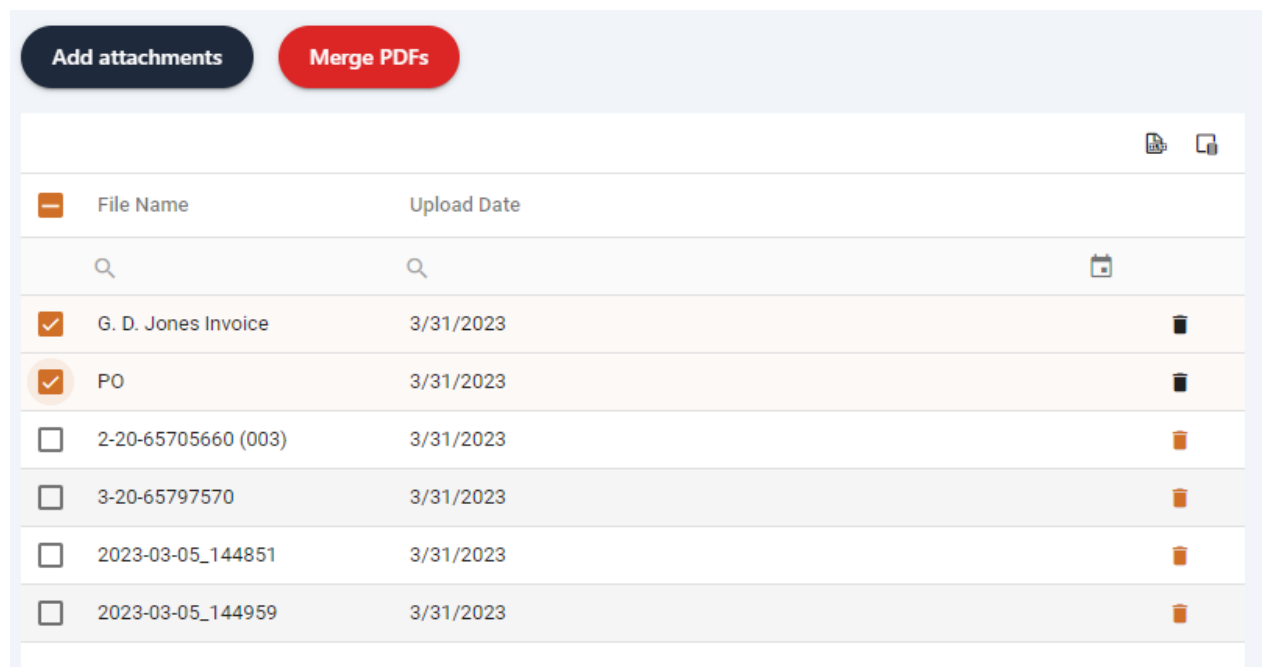 Add attachments Merge PDFs
File Name Upload Date
G. D. Jones Invoice 3/31/2023
PO 3/31/2023
2-20-65705660 (003) 3/31/2023
3-20-65797570 3/31/2023
2023-03-05_144851 3/31/2023
2023-03-05_144959 3/31/2023